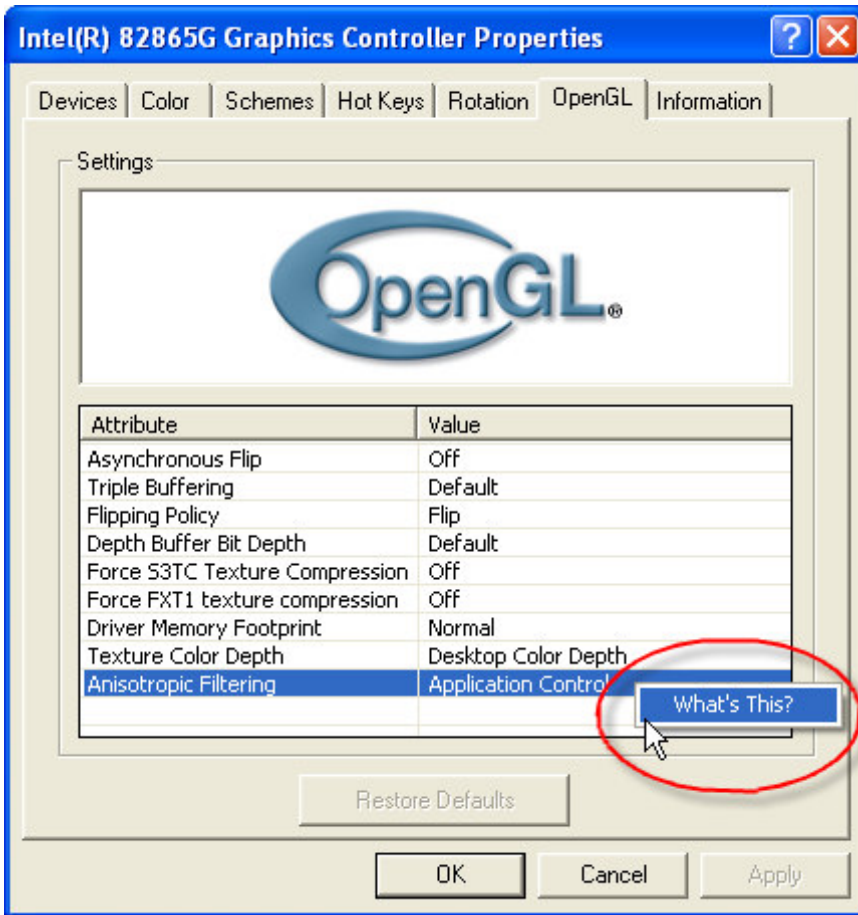 Intel(R) 82865G Graphics Controller Properties
Devices Color Schemes Hot Keys Rotation OpenGL Information
Settings
OpenGL®
Attribute Value
Asynchronous Flip Off
Triple Buffering Default
Flipping Policy Flip
Depth Buffer Bit Depth Default
Force S3TC Texture Compression Off
Force FXT1 texture compression Off
Driver Memory Footprint Normal
Texture Color Depth Desktop Color Depth
Anisotropic Filtering Application Control
What's This?
Restore Defaults
OK Cancel Apply